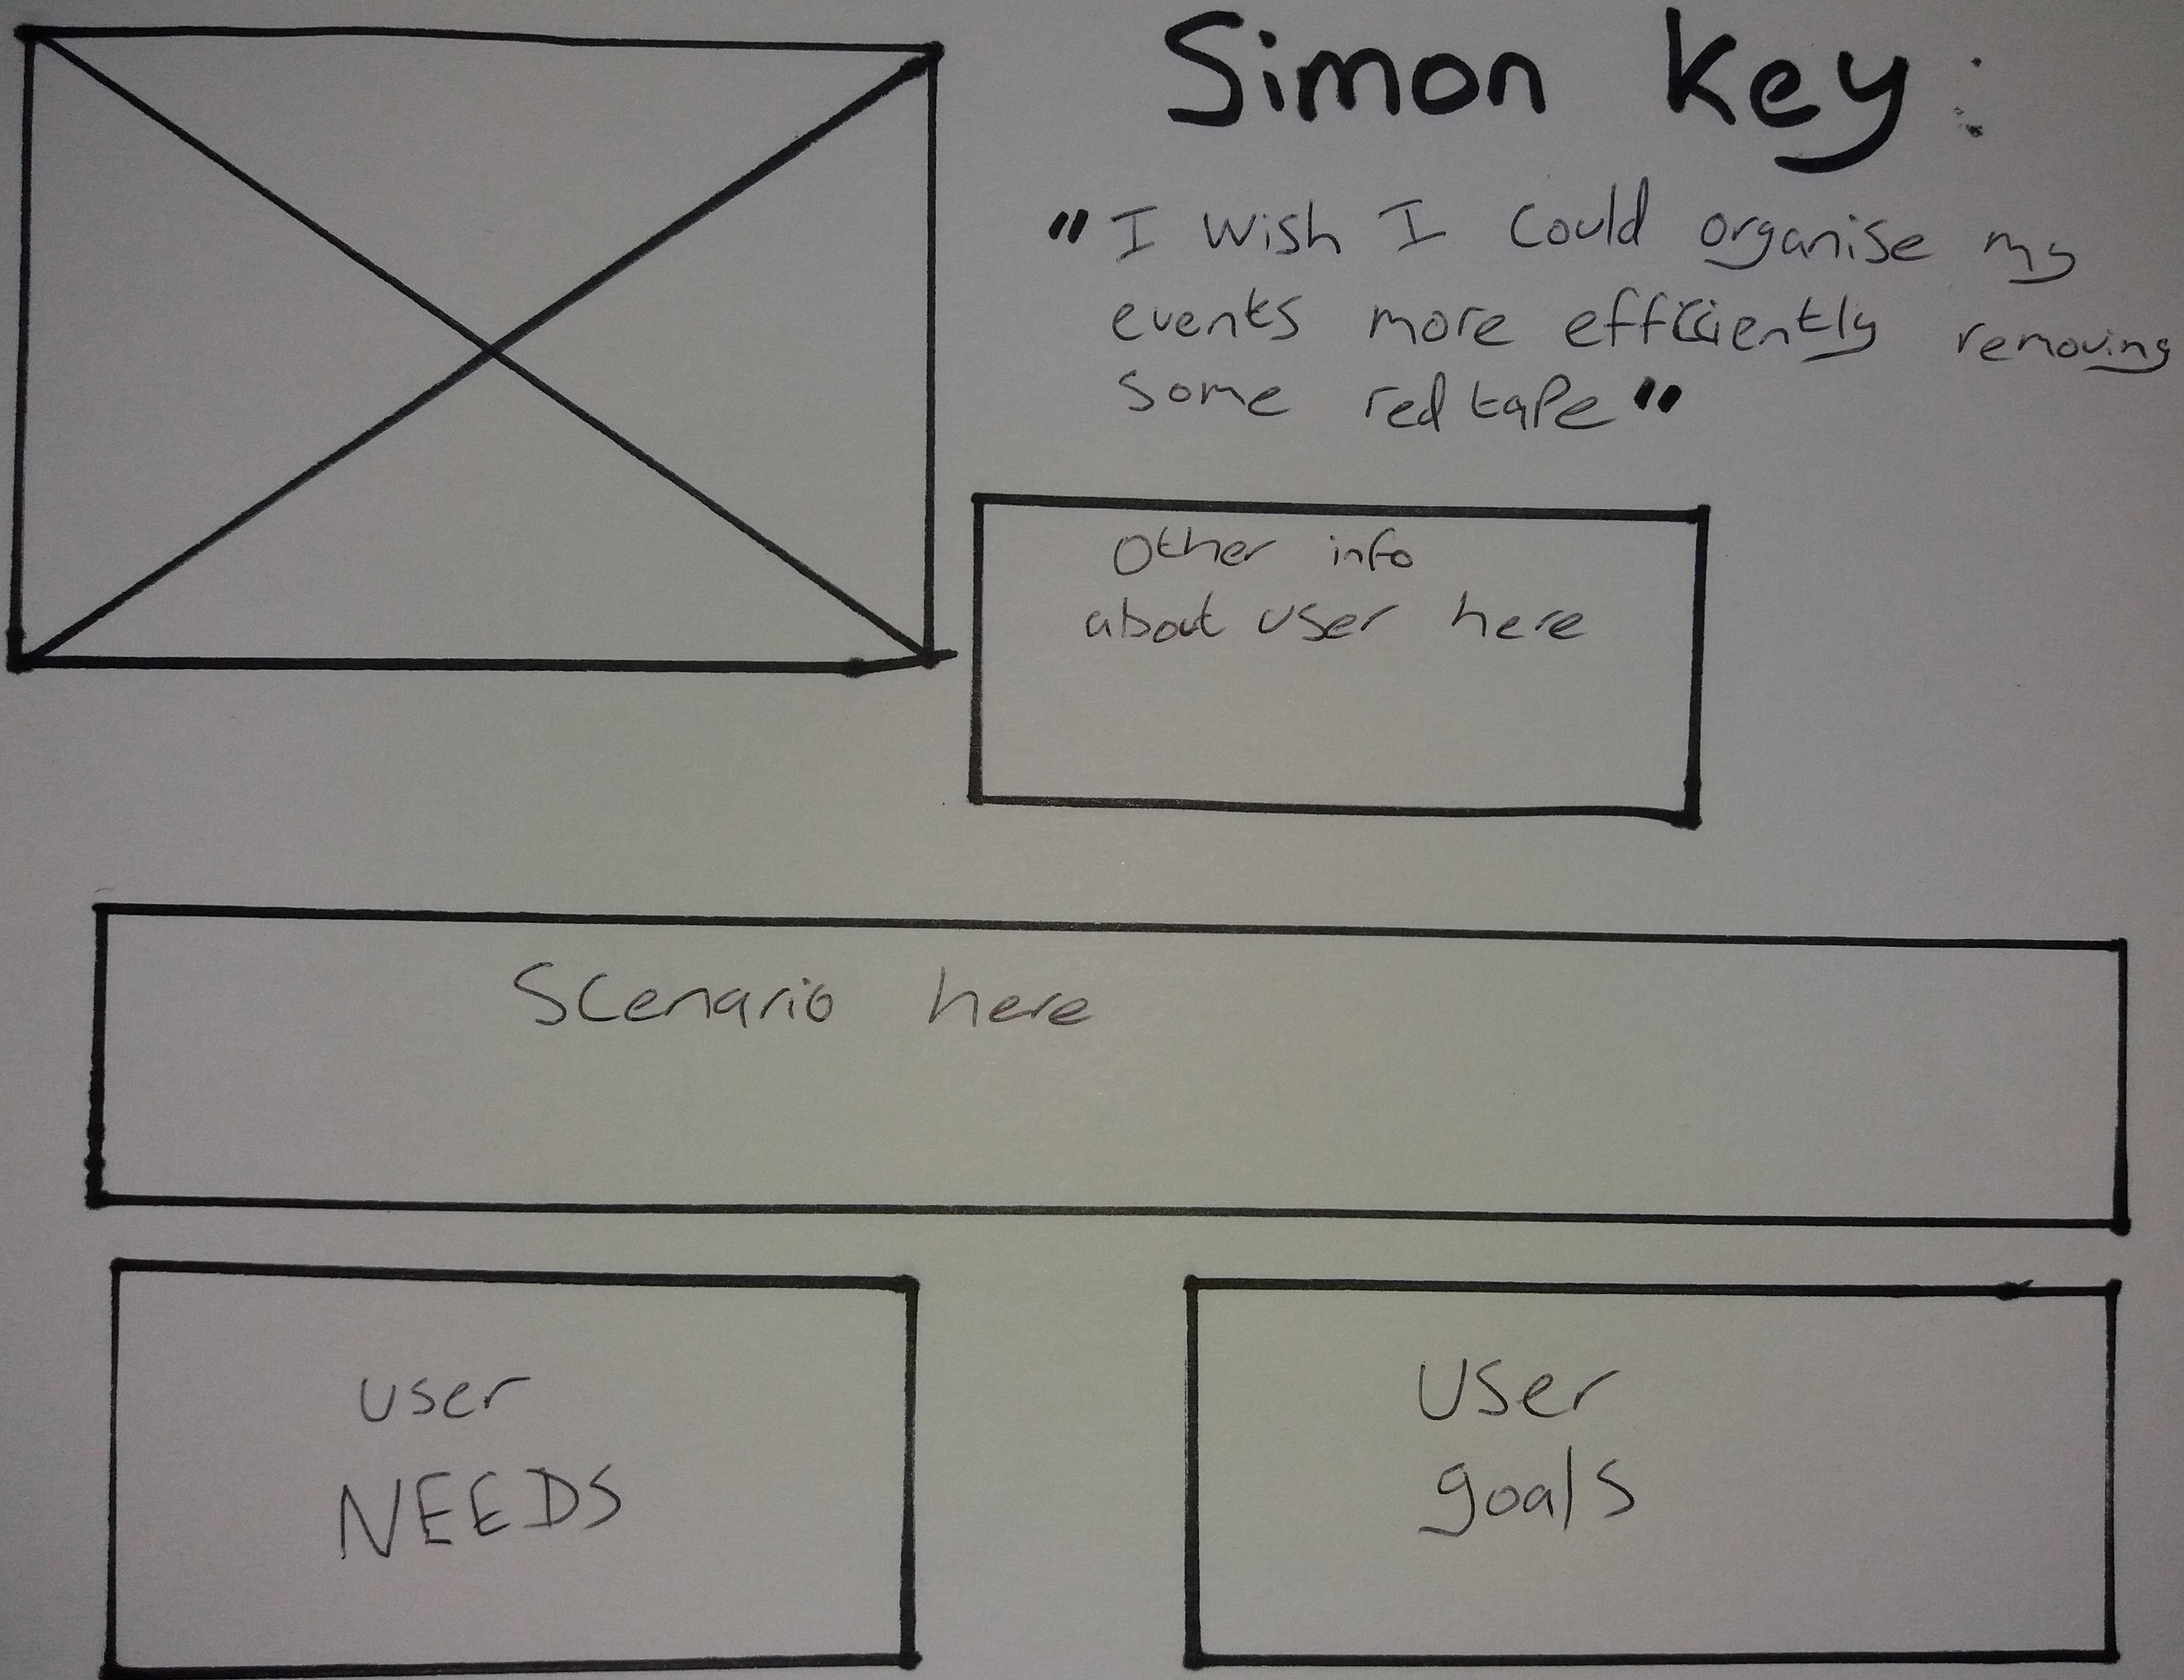 Simon Key:
"I wish I could organise my
events more efficiently removing
some red tape"
Other info
about user here
Scenario here
user
NEEDS
User
goals